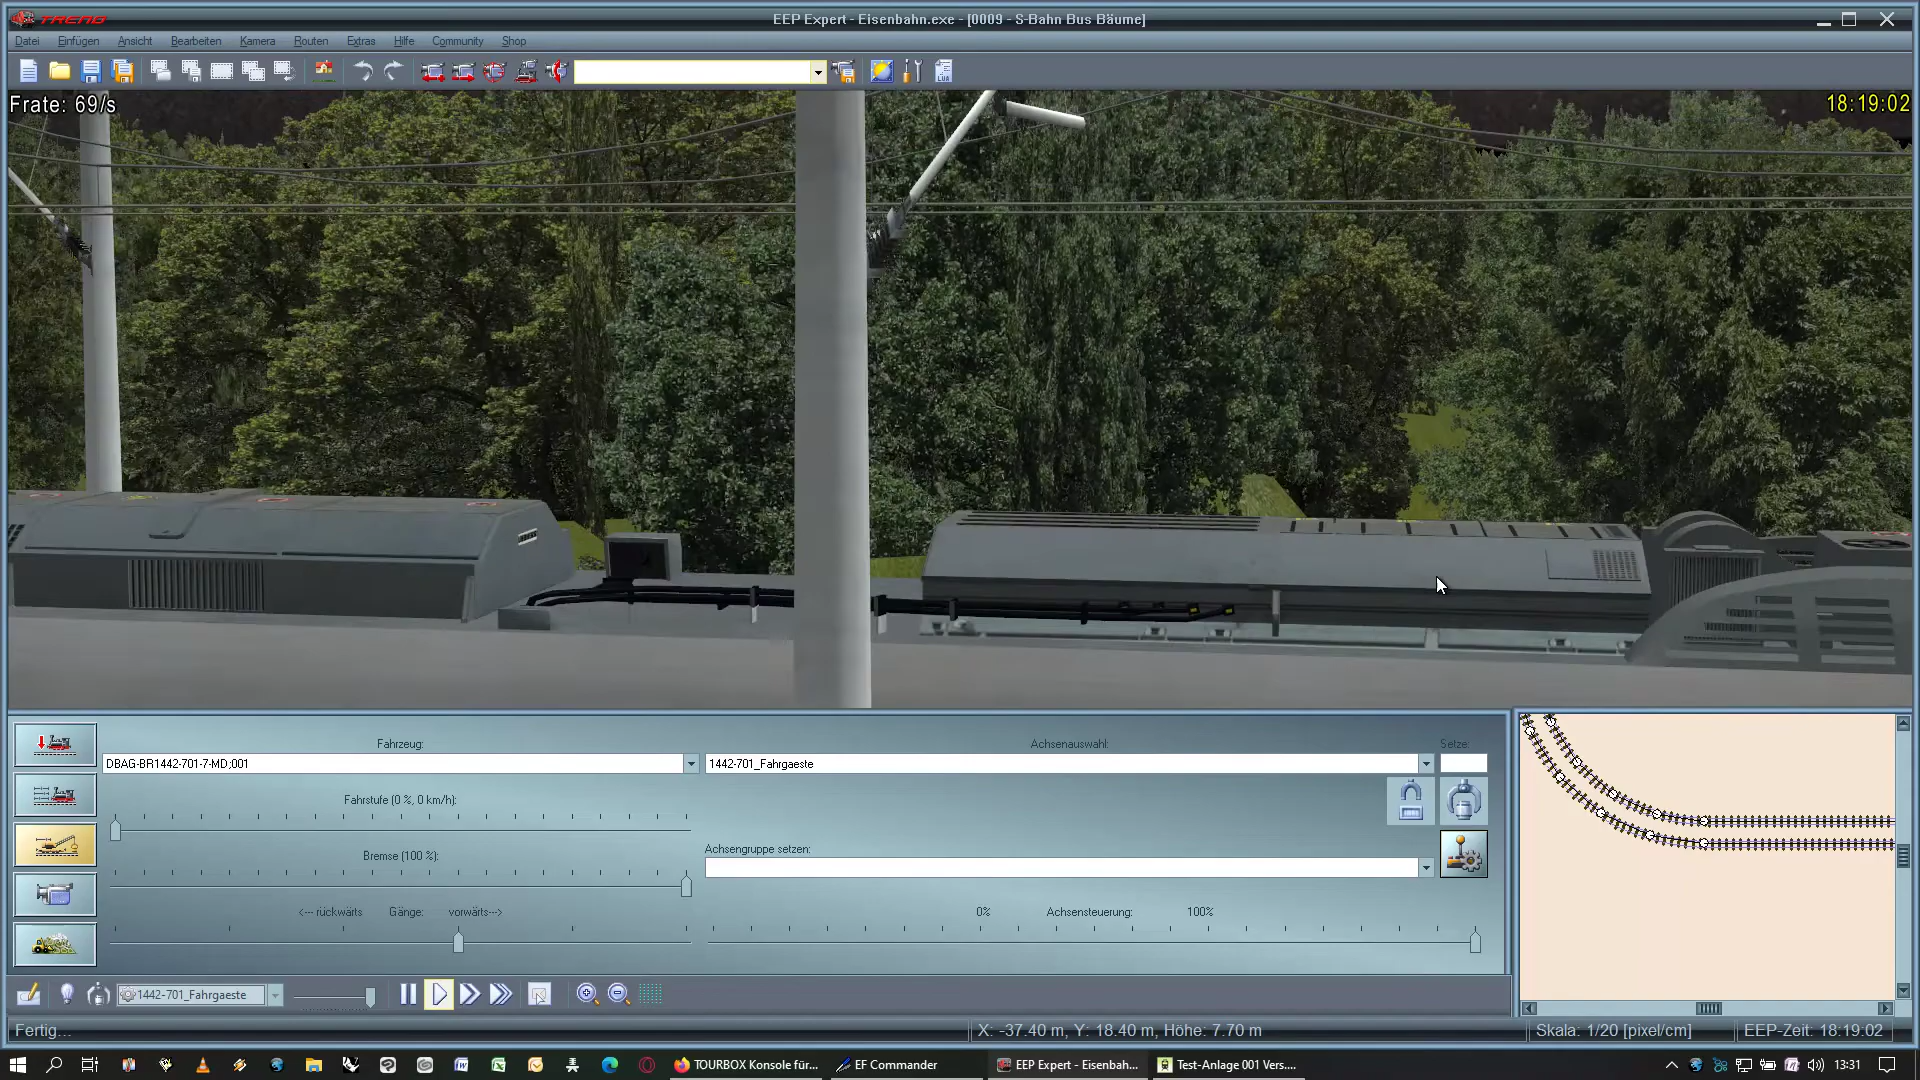 TREND
EEP Expert - Eisenbahn.exe - [0009 - S-Bahn Bus Bäume]
Datei Einfügen Ansicht Bearbeiten Kamera Routen Extras Hilfe Community Shop
LUA
Frate: 69/s
18:19:02
Fahrzeug:
Achsenauswahl:
Setze:
DBAG-BR1442-701-7-MD;001
1442-701_Fahrgaeste
Fahrstufe (0 %, 0 km/h):
Bremse (100 %):
Achsengruppe setzen:
<--- rückwärts Gänge: vorwärts--->
0% Achsensteuerung: 100%
1442-701_Fahrgaeste
Fertig...
X: -37.40 m, Y: 18.40 m, Höhe: 7.70 m
Skala: 1/20 [pixel/cm]
EEP-Zeit: 18:19:02
TOURBOX Konsole für...
EF Commander
EEP Expert - Eisenbah...
Test-Anlage 001 Vers...
13:31